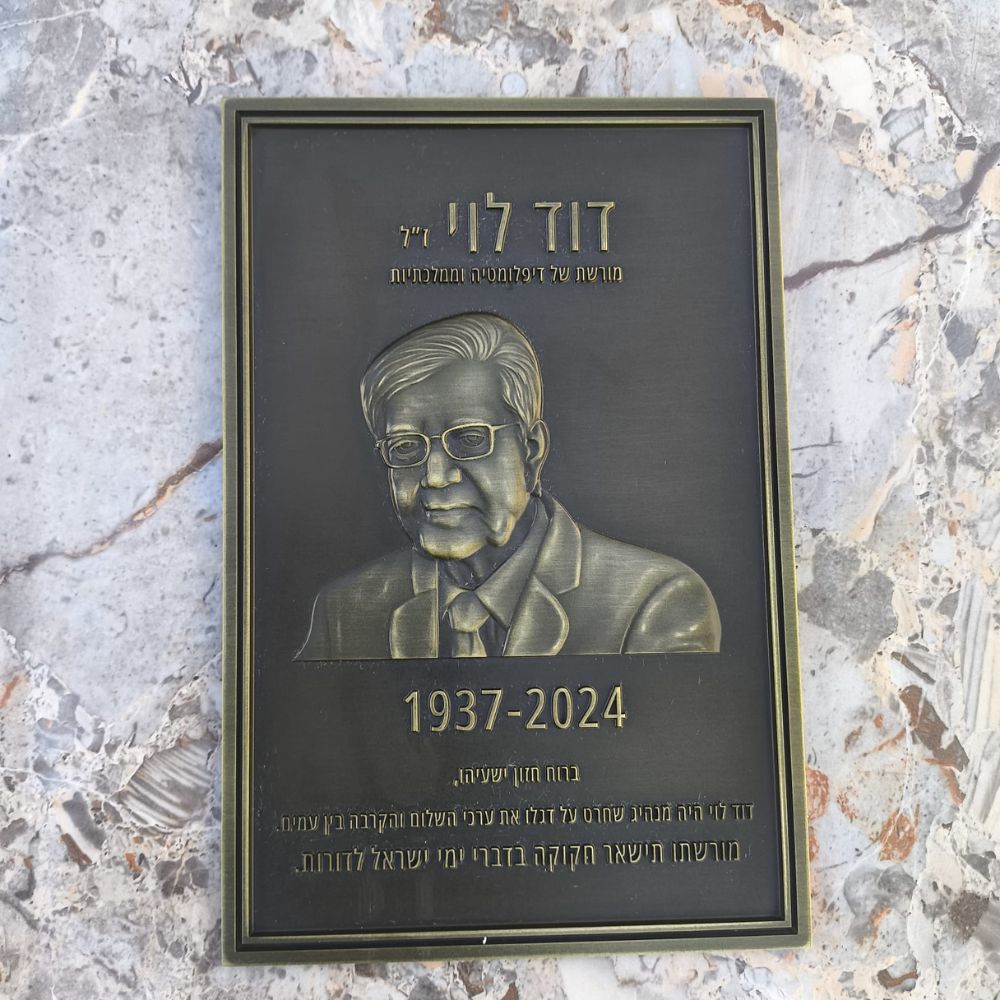 דוד לוי ז״ל
מורשת של דיפלומטיה וממלכתיות
1937-2024
ברוח חזון ישעיהו,
דוד לוי היה מנהיג שחרט על דגלו את ערכי השלום והקרבה בין עמים.
מורשתו תישאר חקוקה בדברי ימי ישראל לדורות.